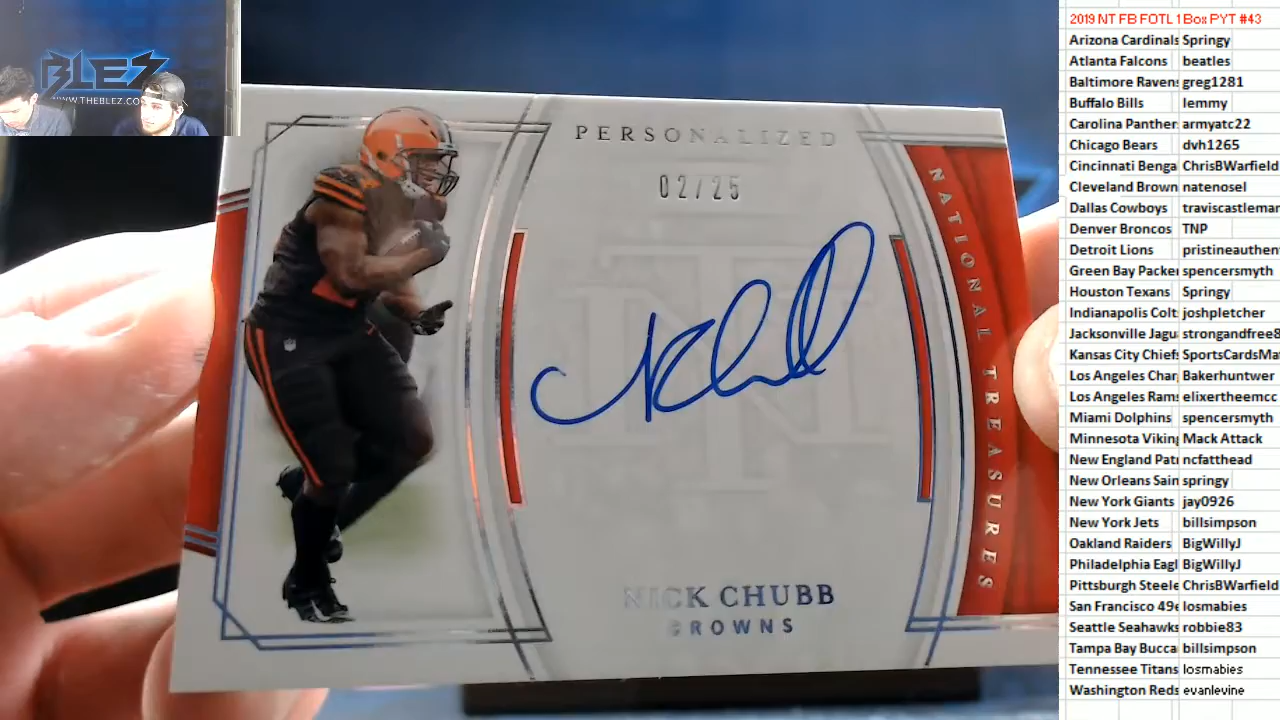 BLEZ
WWW.THEBLEZ.CO
PERSONALIZED
02/25
NATIONAL TREASURES
NT
NICK CHUBB
BROWNS
2019 NT FB FOTL 1 Box PYT #43
Arizona Cardinals Springy
Atlanta Falcons beatles
Baltimore Ravens greg1281
Buffalo Bills lemmy
Carolina Panther: armyatc22
Chicago Bears dvh1265
Cincinnati Benga ChrisBWarfield
Cleveland Brown natenosel
Dallas Cowboys traviscastlemar
Denver Broncos TNP
Detroit Lions pristineauthen
Green Bay Packe spencersmyth
Houston Texans Springy
Indianapolis Colt joshpletcher
Jacksonville Jagu strongandfree8
Kansas City Chief SportsCardsMa
Los Angeles Char Bakerhuntwer
Los Angeles Rams elixertheemcc
Miami Dolphins spencersmyth
Minnesota Viking Mack Attack
New England Pat ncfatthead
New Orleans Sain springy
New York Giants jay0926
New York Jets billsimpson
Oakland Raiders BigWillyJ
Philadelphia Eagl BigWillyJ
Pittsburgh Steele ChrisBWarfield
San Francisco 49e losmabies
Seattle Seahawks robbie83
Tampa Bay Bucca billsimpson
Tennessee Titans losmabies
Washington Reds evanlevine